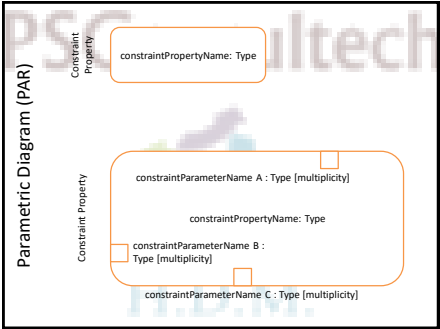 Parametric Diagram (PAR)
Constraint
Property
constraintPropertyName: Type
Constraint Property
constraintParameterName A : Type [multiplicity]
constraintPropertyName: Type
constraintParameterName B :
Type [multiplicity]
constraintParameterName C : Type [multiplicity]
H.D.M.